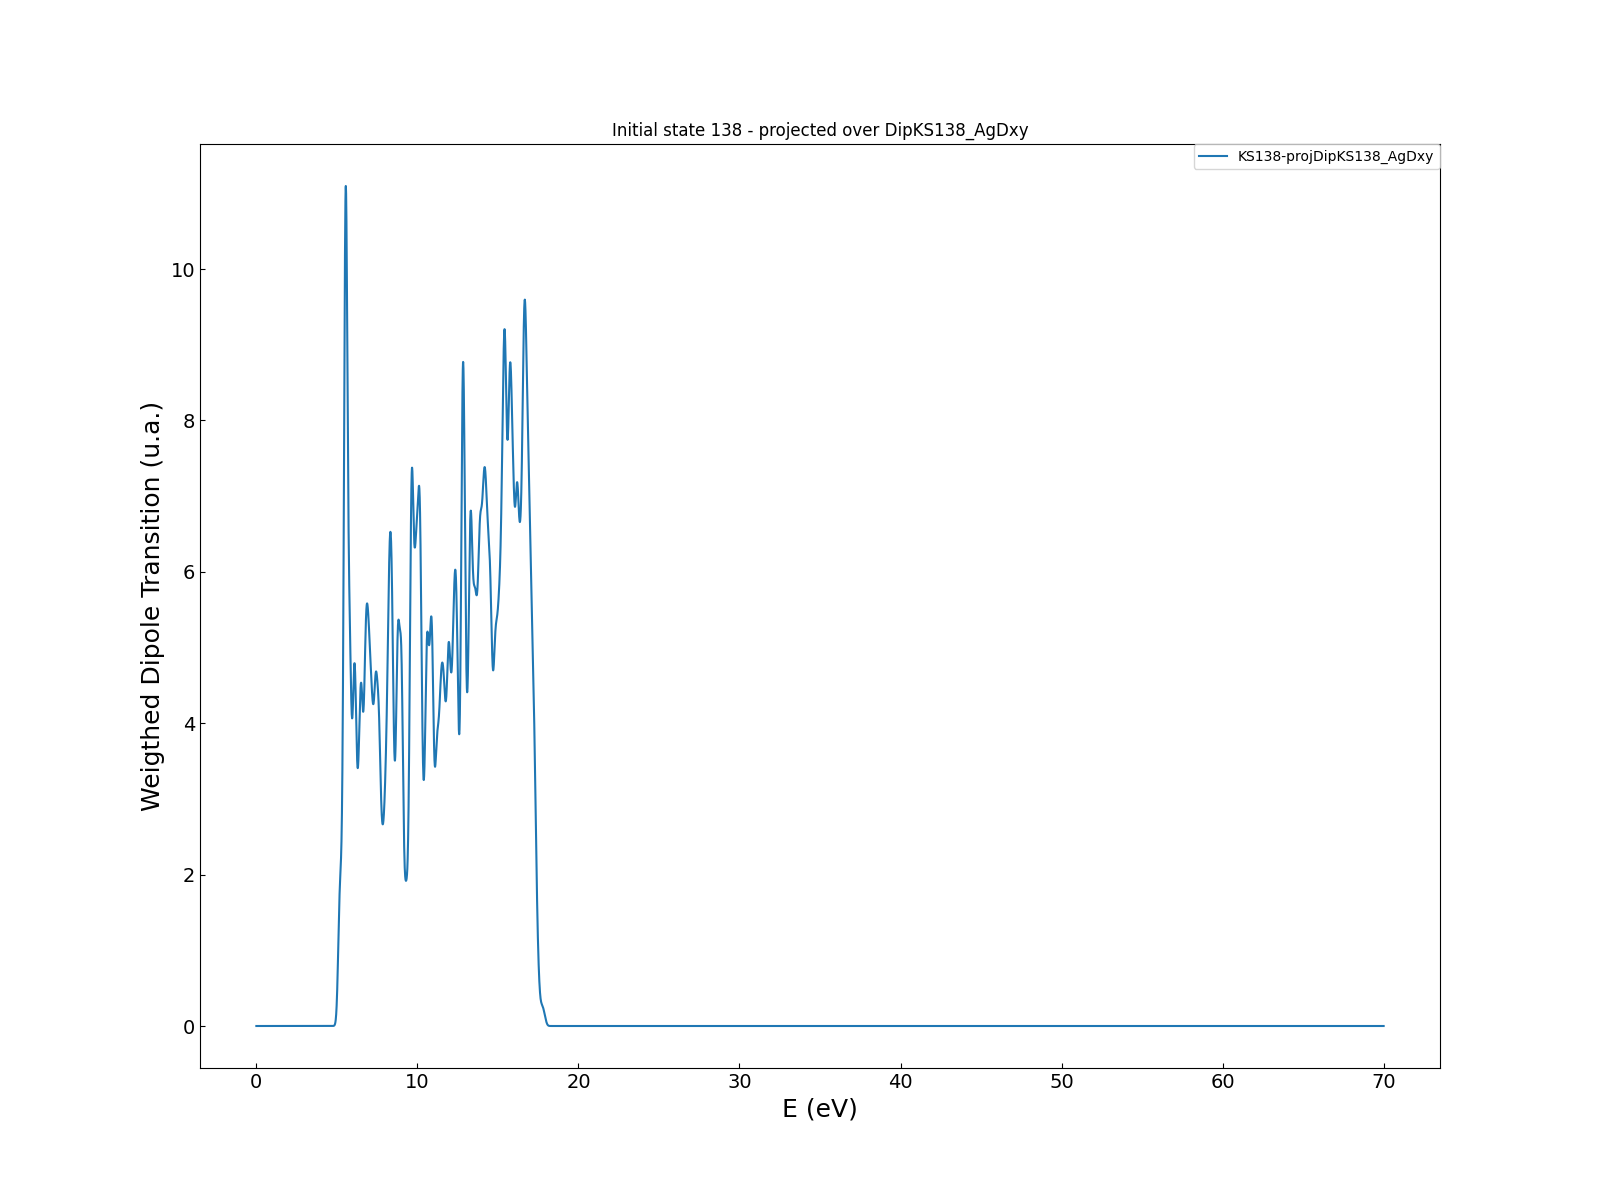 Initial state 138 - projected over DipKS138_AgDxy
KS138-projDipKS138_AgDxy
Weigthed Dipole Transition (u.a.)
10
8
6
4
2
0
0 10 20 30 40 50 60 70
E (eV)